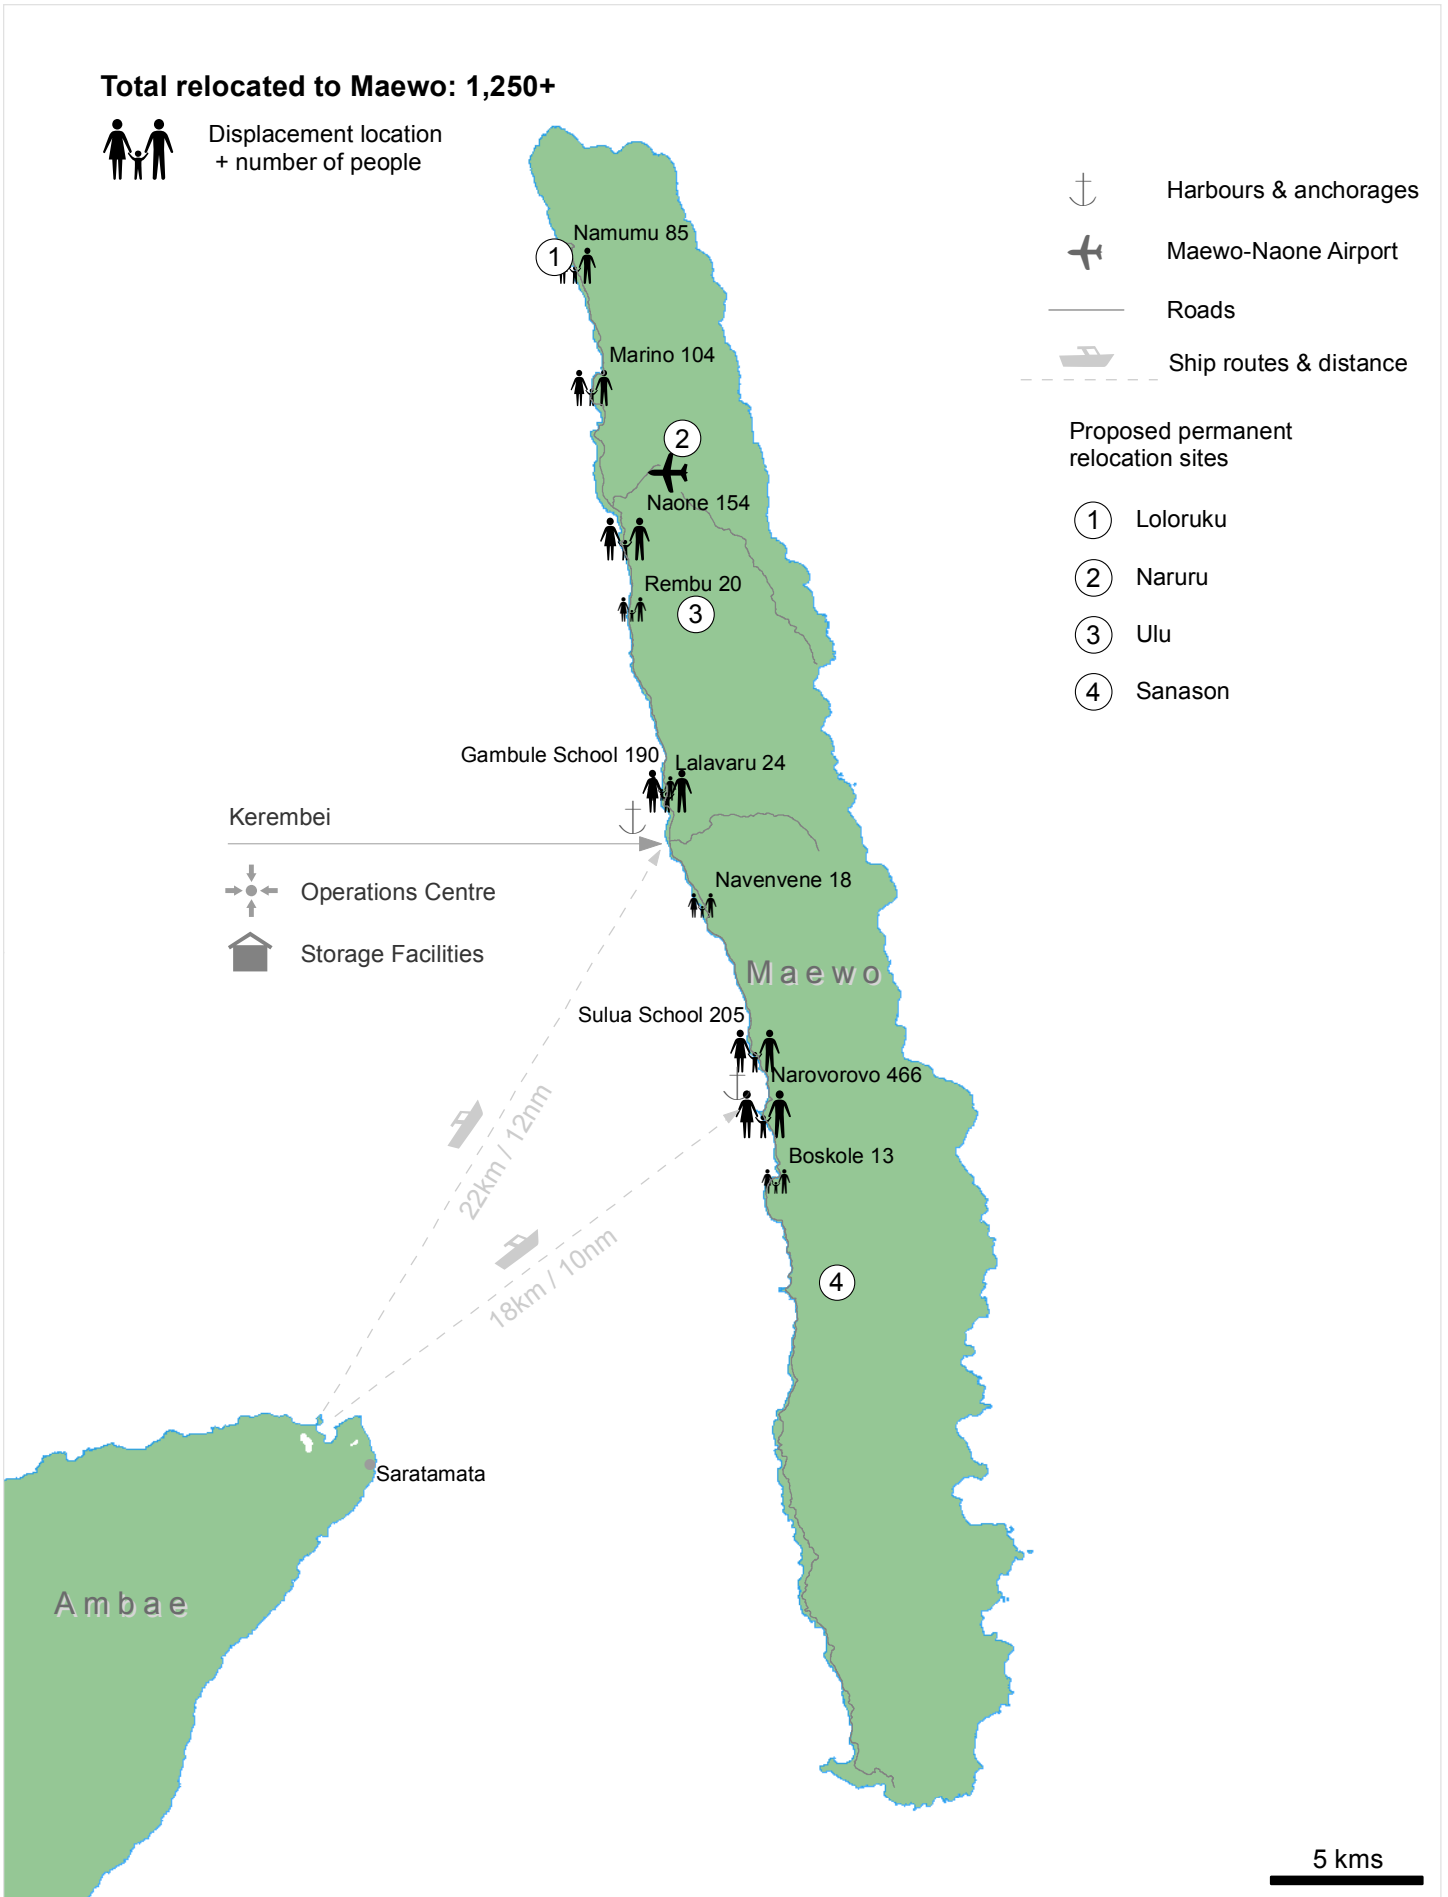 Total relocated to Maewo: 1,250+
Displacement location
+ number of people
Harbours & anchorages
Maewo-Naone Airport
Roads
Ship routes & distance
Proposed permanent
relocation sites
1 Loloruku
2 Naruru
3 Ulu
4 Sanason
Namumu 85
1
Marino 104
2
Naone 154
Rembu 20
3
Gambule School 190
Lalavaru 24
Kerembei
Operations Centre
Storage Facilities
Navenvene 18
Maewo
Sulua School 205
Narovorovo 466
Boskole 13
22km / 12nm
18km / 10nm
4
Saratamata
Ambae
5 kms